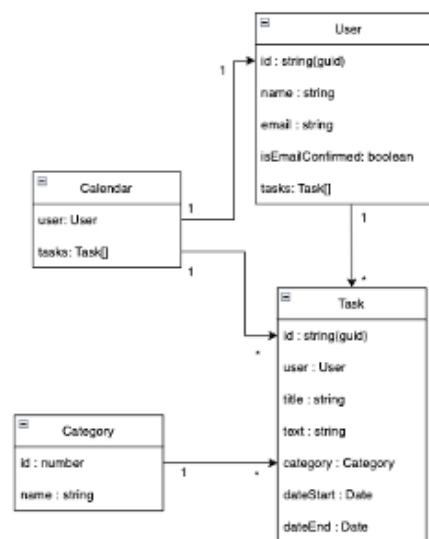 User
id : string(guid)
name : string
email : string
isEmailConfirmed: boolean
tasks: Task[]
1
1
Calendar
user: User
tasks: Task[]
1
1
*
*
Task
id : string(guid)
user : User
title : string
text : string
category : Category
dateStart : Date
dateEnd : Date
Category
id : number
name : string
1
*